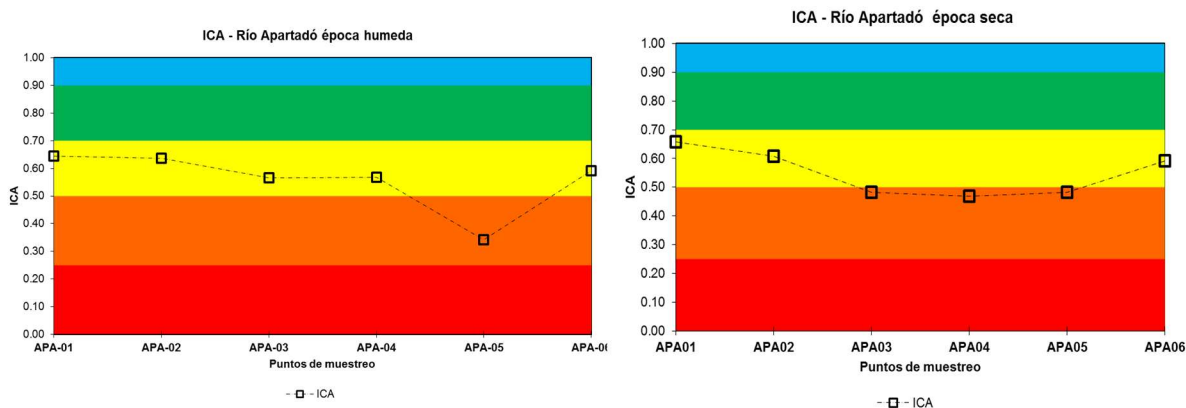 ICA - Río Apartadó época humeda
1.00
0.90
0.80
0.70
0.60
0.50
0.40
0.30
0.20
0.10
0.00
ICA
APA-01 APA-02 APA-03 APA-04 APA-05 APA-06
Puntos de muestreo
ICA
ICA - Río Apartadó época seca
1.00
0.90
0.80
0.70
0.60
0.50
0.40
0.30
0.20
0.10
0.00
ICA
APA01 APA02 APA03 APA04 APA05 APA06
Puntos de muestreo
ICA